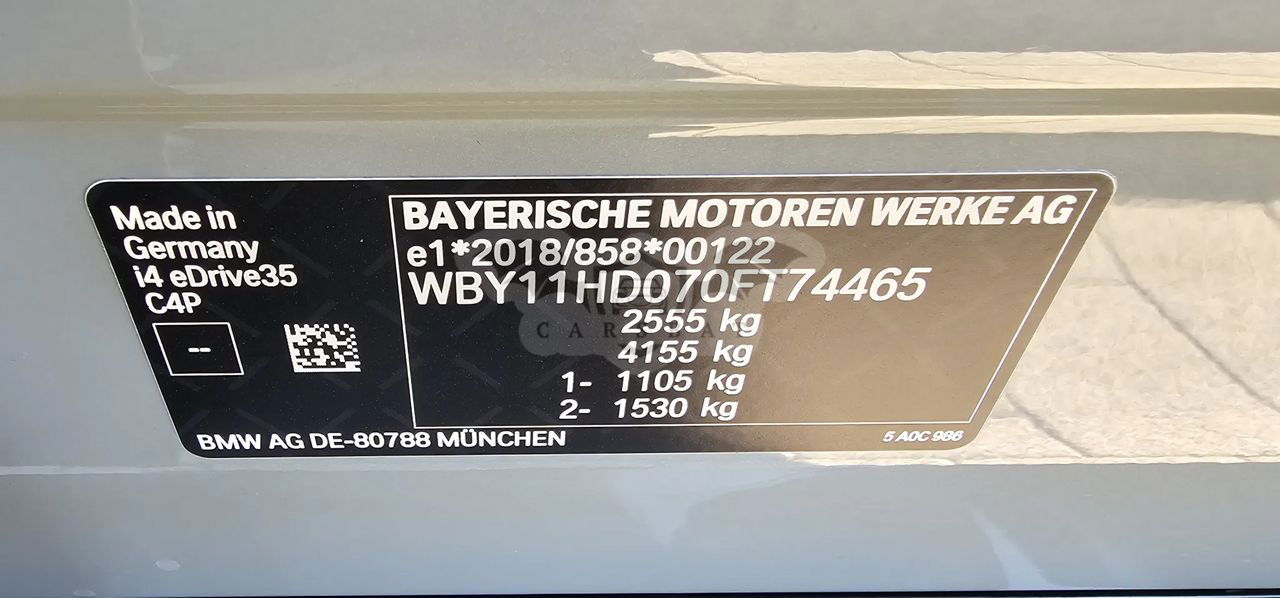 Made in
Germany
i4 eDrive35
C4P
--
BMW AG DE-80788 MÜNCHEN
BAYERISCHE MOTOREN WERKE AG
e1*2018/858*00122
WBY11HD070FT74465
2555 kg
4155 kg
1- 1105 kg
2- 1530 kg
5 A0C 986